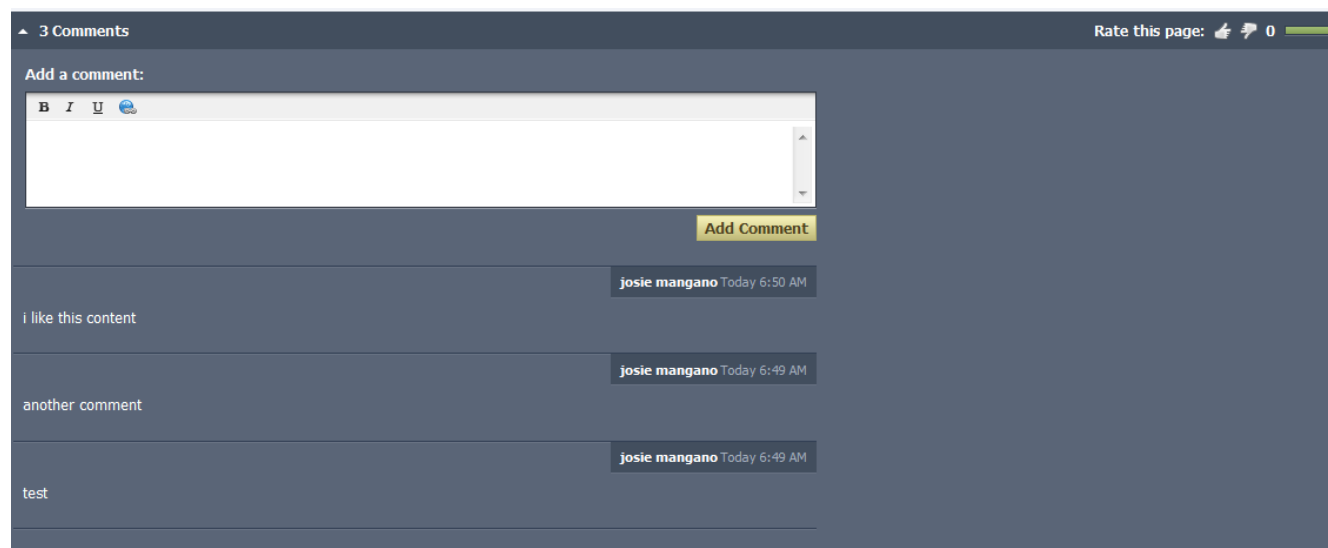 3 Comments Rate this page: 0
Add a comment:
B I U
Add Comment
josie mangano Today 6:50 AM
i like this content
josie mangano Today 6:49 AM
another comment
josie mangano Today 6:49 AM
test